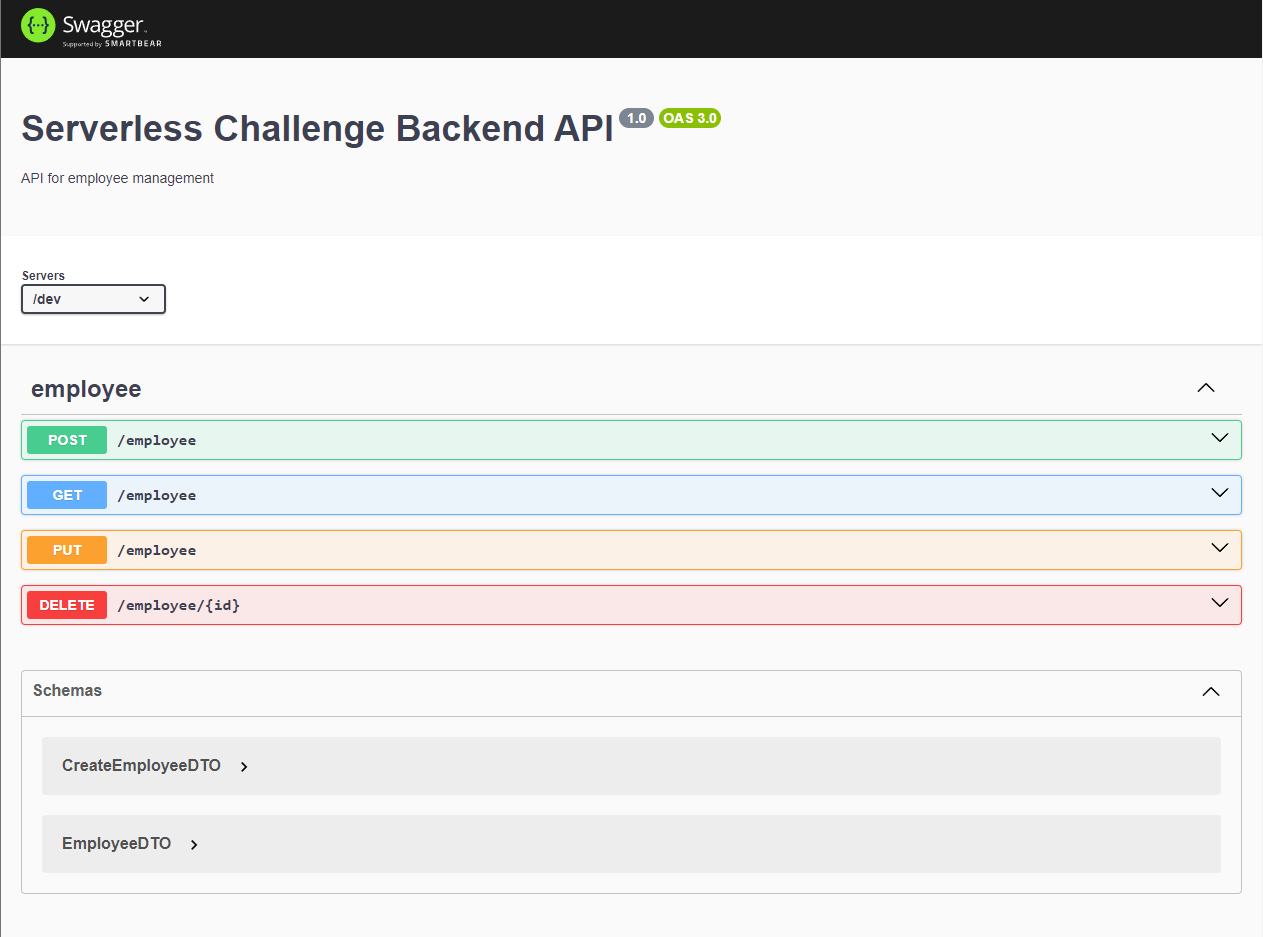 {···} Swagger™
Supported by SMARTBEAR
Serverless Challenge Backend API 1.0 OAS 3.0
API for employee management
Servers
/dev
employee
POST /employee
GET /employee
PUT /employee
DELETE /employee/{id}
Schemas
CreateEmployeeDTO
EmployeeDTO